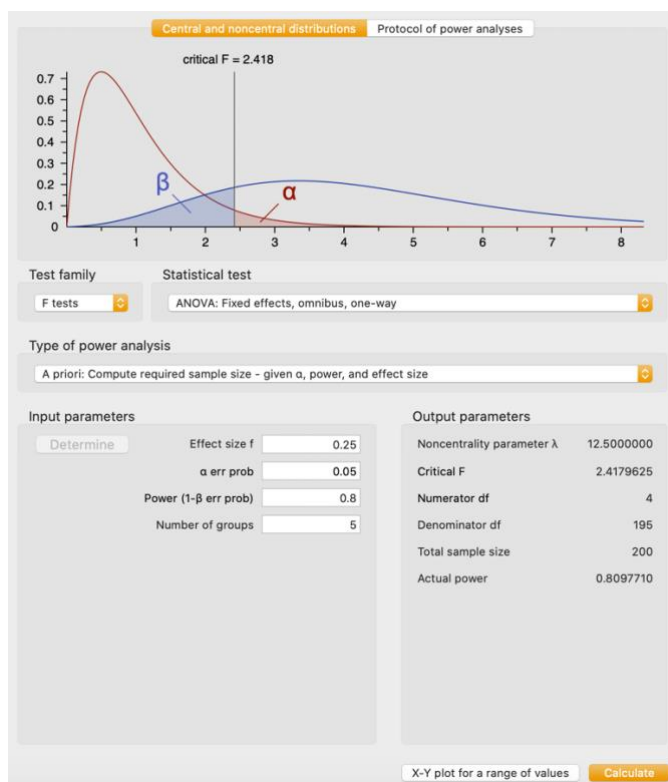 Central and noncentral distributions Protocol of power analyses
critical F = 2.418
0.7
0.6
0.5
0.4
0.3
0.2
0.1
0
β
α
1 2 3 4 5 6 7 8
Test family Statistical test
F tests ANOVA: Fixed effects, omnibus, one-way
Type of power analysis
A priori: Compute required sample size - given α, power, and effect size
Input parameters Output parameters
Determine Effect size f 0.25 Noncentrality parameter λ 12.5000000
α err prob 0.05 Critical F 2.4179625
Power (1-β err prob) 0.8 Numerator df 4
Number of groups 5 Denominator df 195
Total sample size 200
Actual power 0.8097710
X-Y plot for a range of values Calculate